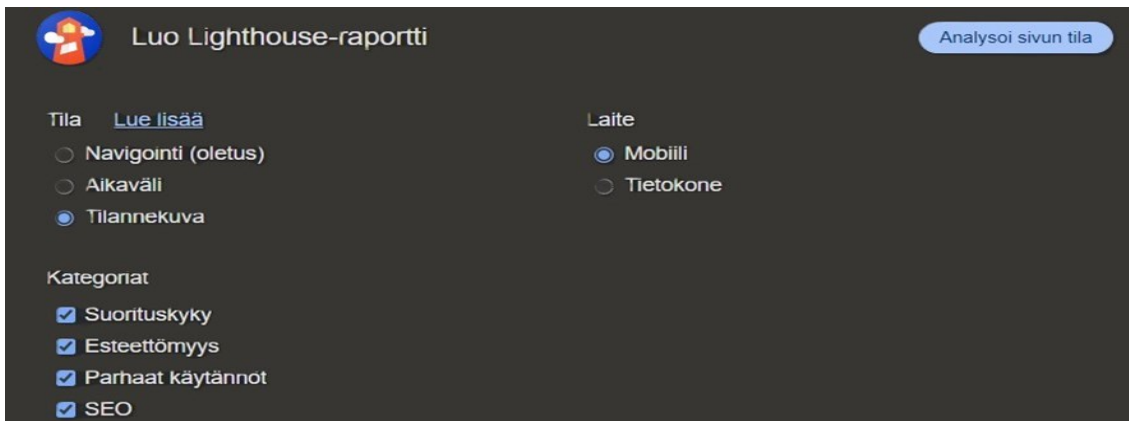 Luo Lighthouse-raportti
Analysoi sivun tila
Tila Lue lisää
Navigointi (oletus)
Aikaväli
Tilannekuva
Laite
Mobiili
Tietokone
Kategoriat
Suorituskyky
Esteettömyys
Parhaat käytännöt
SEO